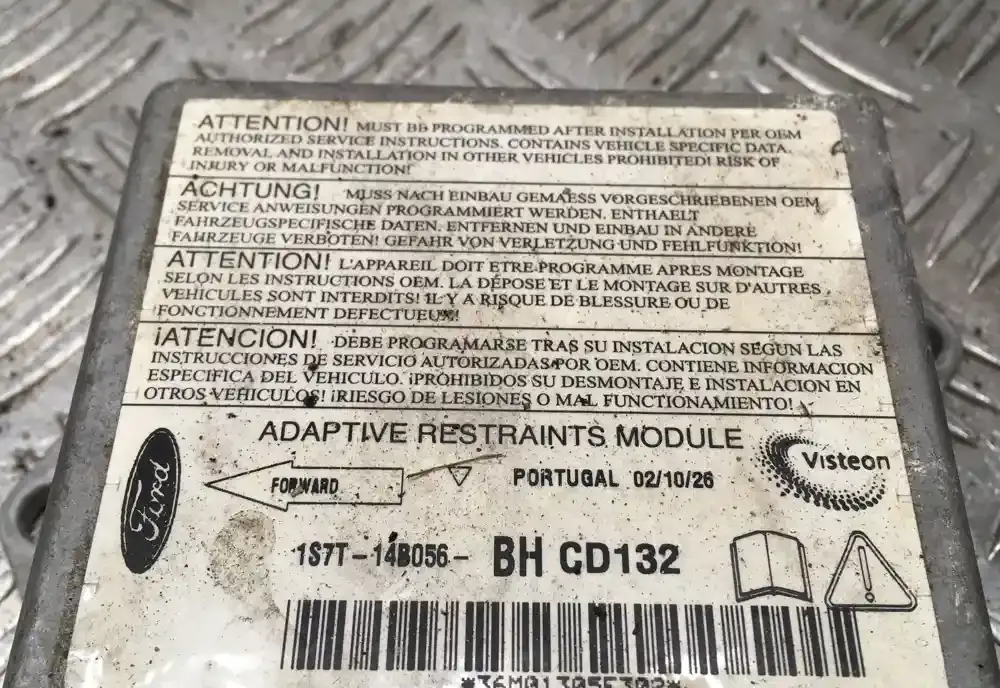 ATTENTION! MUST BE PROGRAMMED AFTER INSTALLATION PER OEM
AUTHORIZED SERVICE INSTRUCTIONS. CONTAINS VEHICLE SPECIFIC DATA.
REMOVAL AND INSTALLATION IN OTHER VEHICLES PROHIBITED! RISK OF
INJURY OR MALFUNCTION!
ACHTUNG! MUSS NACH EINBAU GEMAESS VORGESCHRIEBENEN OEM
SERVICE ANWEISUNGEN PROGRAMMIERT WERDEN. ENTHAELT
FAHRZEUGSPECIFISCHE DATEN. ENTFERNEN UND EINBAU IN ANDERE
FAHRZEUGE VERBOTEN! GEFAHR VON VERLETZUNG UND FEHLFUNKTION!
ATTENTION! L'APPAREIL DOIT ETRE PROGRAMME APRES MONTAGE
SELON LES INSTRUCTIONS OEM. LA DÉPOSE ET LE MONTAGE SUR D'AUTRES
VEHICULES SONT INTERDITS! IL Y A RISQUE DE BLESSURE OU DE
FONCTIONNEMENT DEFECTUEUX!
¡ATENCION! DEBE PROGRAMARSE TRAS SU INSTALACION SEGUN LAS
INSTRUCCIONES DE SERVICIO AUTORIZADAS POR OEM. CONTIENE INFORMACION
ESPECIFICA DEL VEHICULO. ¡PROHIBIDOS SU DESMONTAJE E INSTALACION EN
OTROS VEHICULOS! ¡RIESGO DE LESIONES O MAL FUNCIONAMIENTO!
ADAPTIVE RESTRAINTS MODULE
Ford
FORWARD
PORTUGAL 02/10/26
Visteon
1S7T-14B056- BH CD132
*36M01305E302*